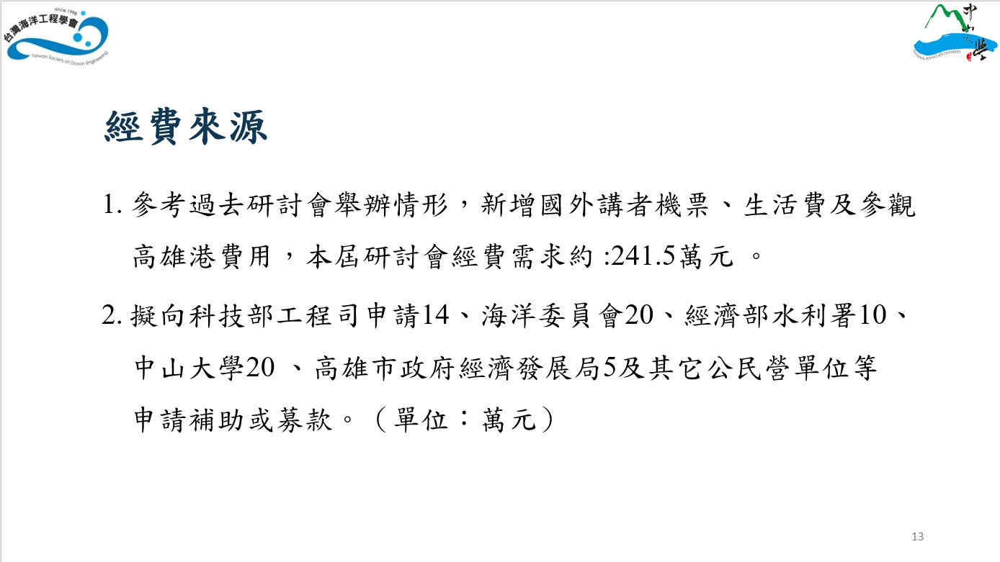 since 1998
台灣海洋工程學會
Taiwan Society of Ocean Engineering
中山大學
NATIONAL SUN YAT-SEN UNIVERSITY
經費來源
1. 參考過去研討會舉辦情形，新增國外講者機票、生活費及參觀
高雄港費用，本屆研討會經費需求約 :241.5萬元 。
2. 擬向科技部工程司申請14、海洋委員會20、經濟部水利署10、
中山大學20 、高雄市政府經濟發展局5及其它公民營單位等
申請補助或募款。（單位：萬元）
13